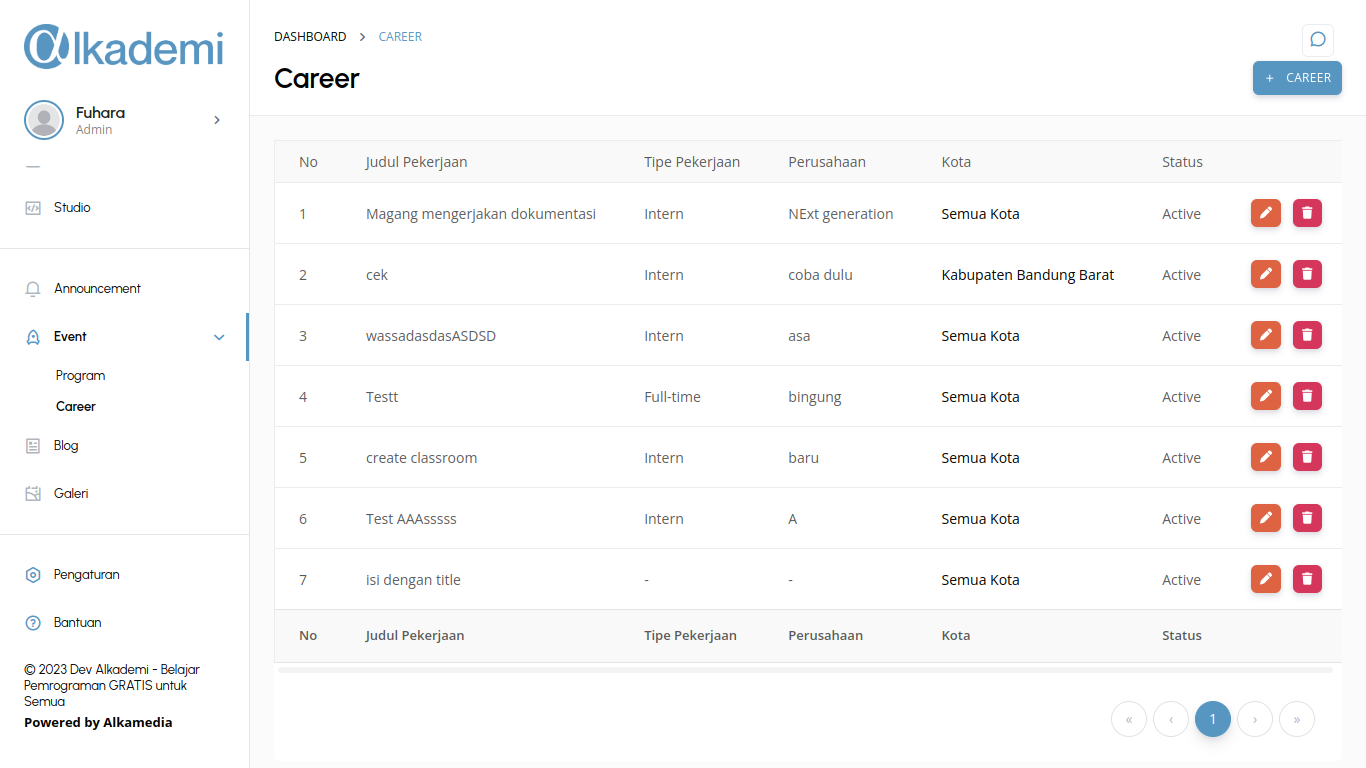 Alkademi
Fuhara
Admin
Studio
Announcement
Event
Program
Career
Blog
Galeri
Pengaturan
Bantuan
© 2023 Dev Alkademi - Belajar
Pemrograman GRATIS untuk
Semua
Powered by Alkamedia
DASHBOARD > CAREER
Career
+ CAREER
No Judul Pekerjaan Tipe Pekerjaan Perusahaan Kota Status
1 Magang mengerjakan dokumentasi Intern NExt generation Semua Kota Active
2 cek Intern coba dulu Kabupaten Bandung Barat Active
3 wassadasdasASDSD Intern asa Semua Kota Active
4 Testt Full-time bingung Semua Kota Active
5 create classroom Intern baru Semua Kota Active
6 Test AAAsssss Intern A Semua Kota Active
7 isi dengan title - - Semua Kota Active
No Judul Pekerjaan Tipe Pekerjaan Perusahaan Kota Status
« ‹ 1 › »